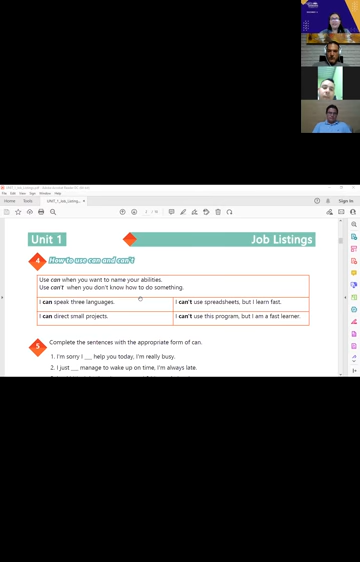 Home Tools UNIT_1_Job_Listing... × Sign In
Unit 1 Job Listings
4 How to use can and can't
Use can when you want to name your abilities.
Use can't when you don't know how to do something.
I can speak three languages. I can't use spreadsheets, but I learn fast.
I can direct small projects. I can't use this program, but I am a fast learner.
5 Complete the sentences with the appropriate form of can.
1. I'm sorry I ___ help you today, I'm really busy.
2. I just ___ manage to wake up on time, I'm always late.